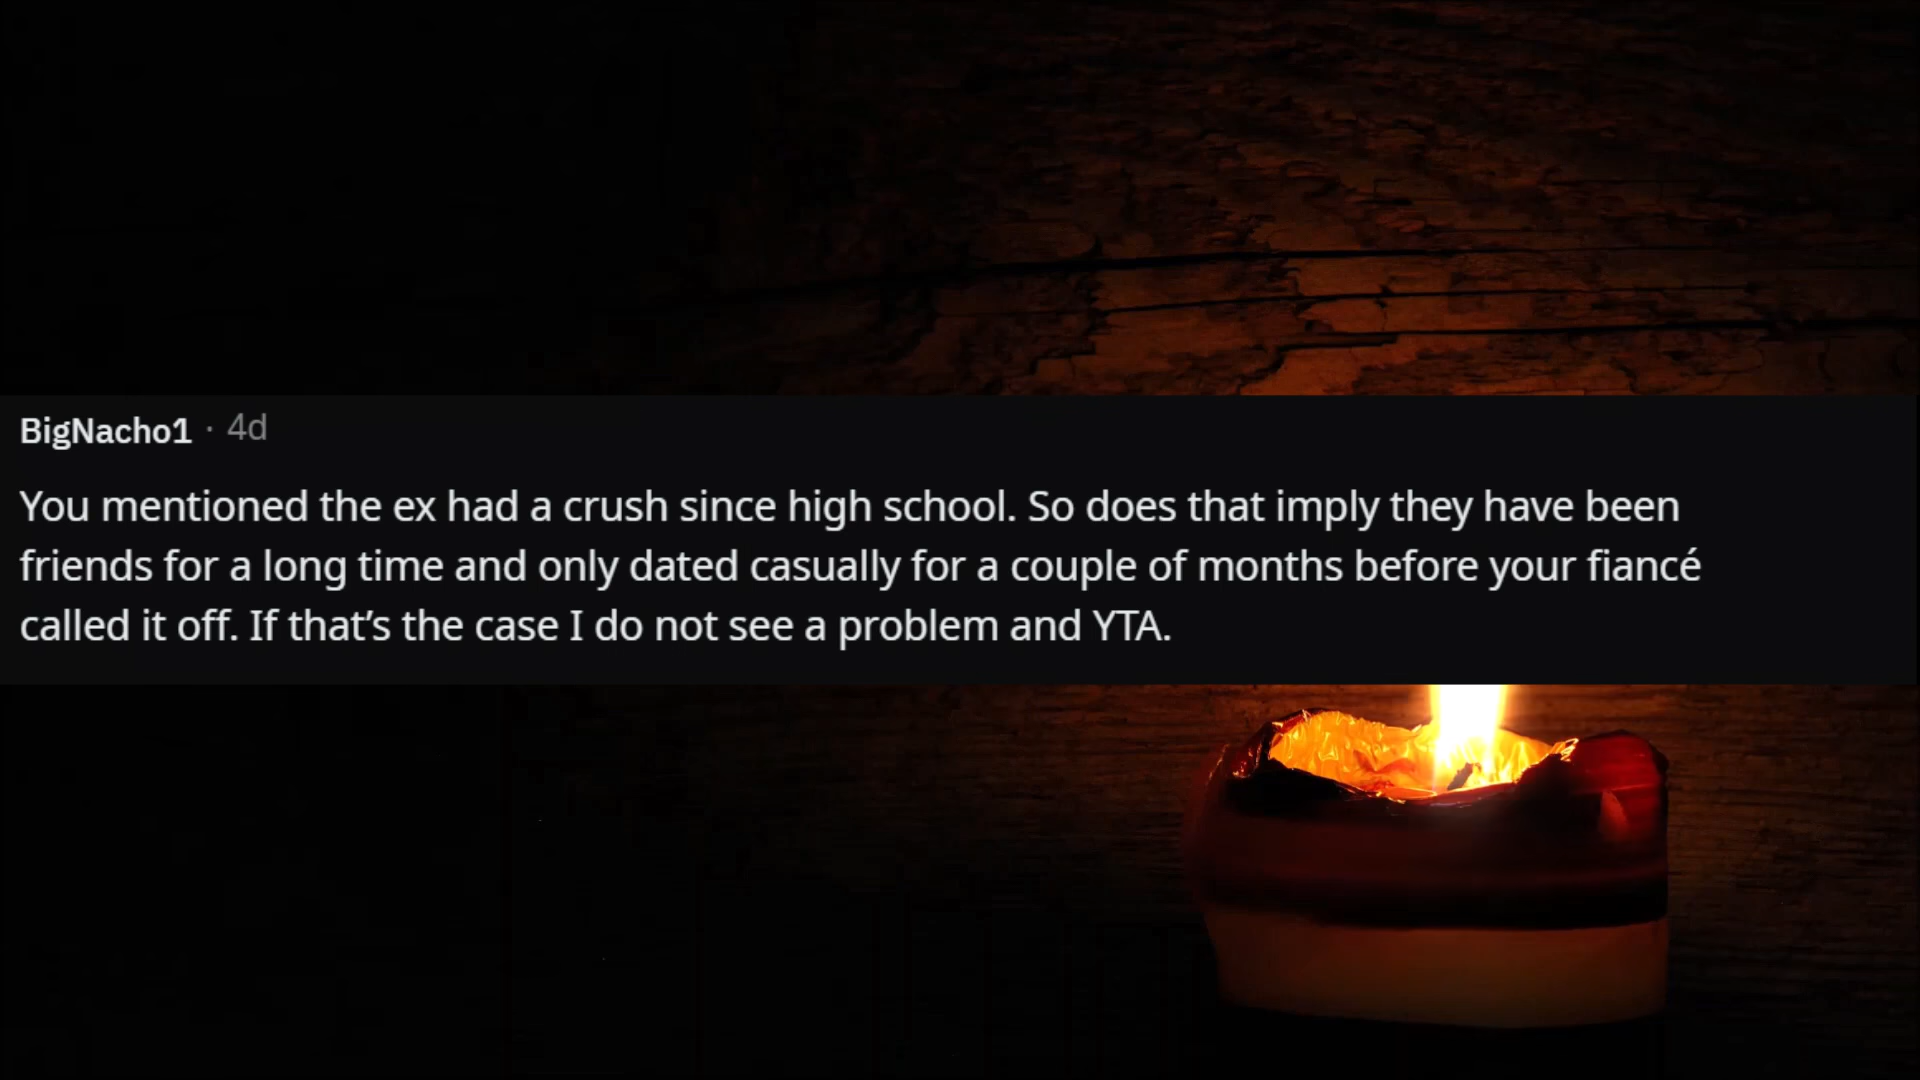 BigNacho1 · 4d
You mentioned the ex had a crush since high school. So does that imply they have been
friends for a long time and only dated casually for a couple of months before your fiancé
called it off. If that’s the case I do not see a problem and YTA.